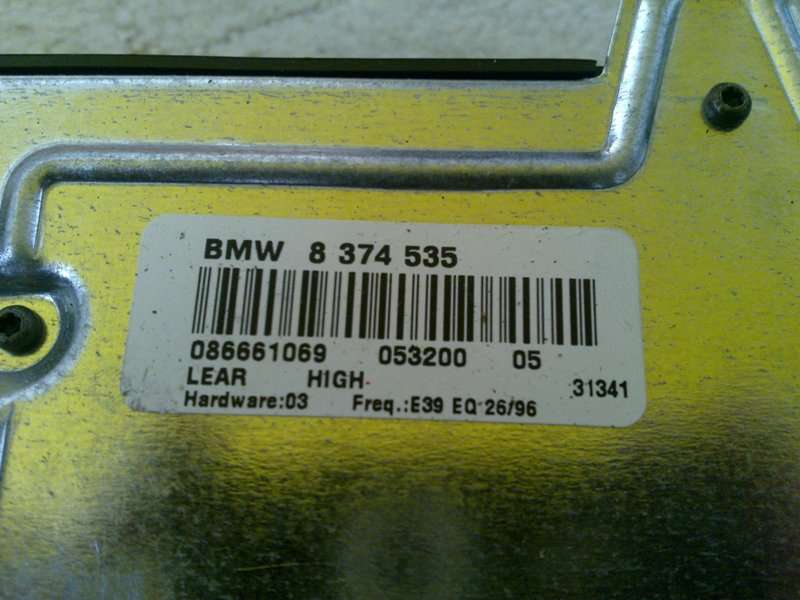 BMW 8 374 535
086661069 053200 05
LEAR HIGH 31341
Hardware:03 Freq.:E39 EQ 26/96